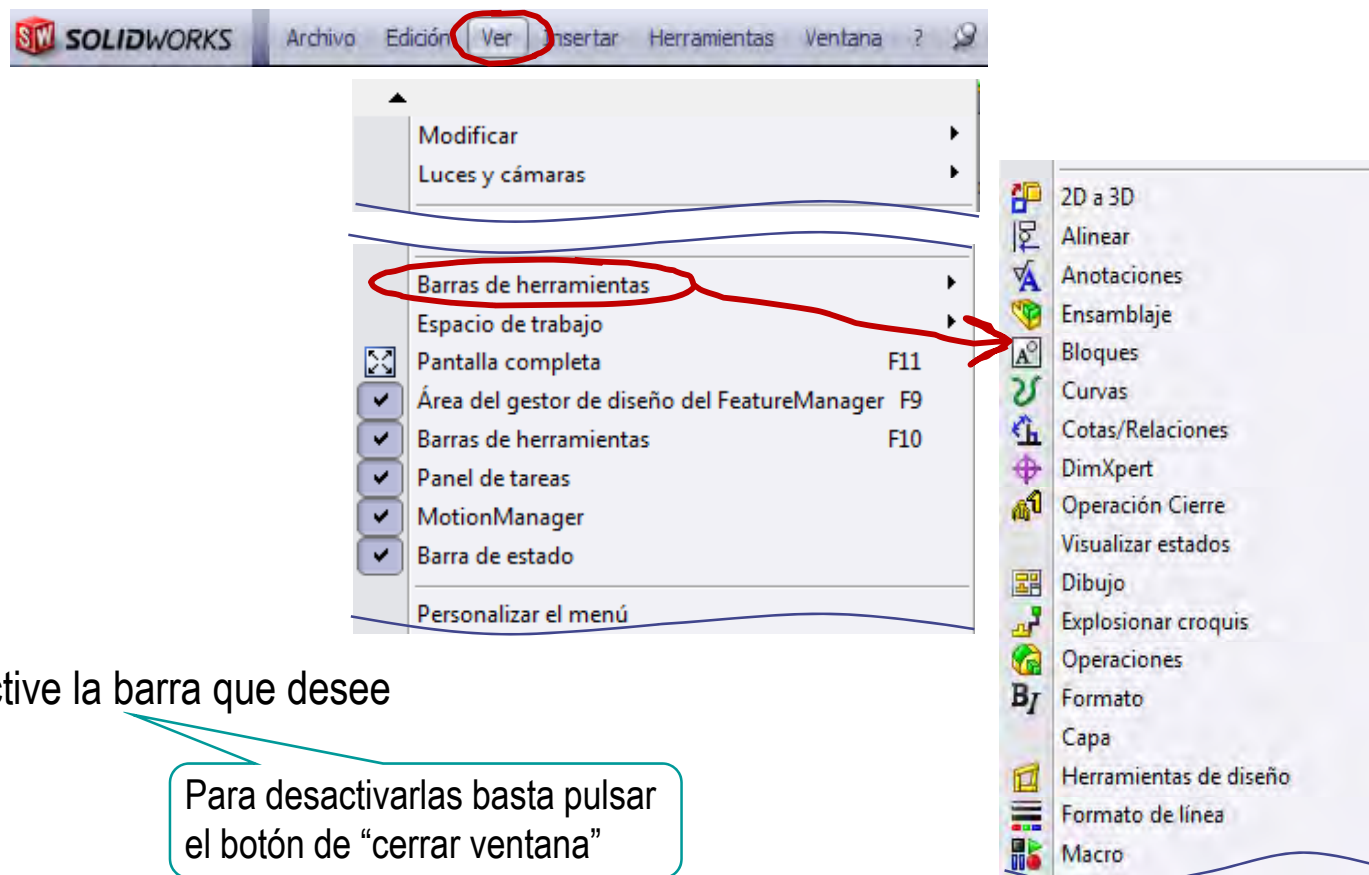 SOLIDWORKS Archivo Edición Ver Insertar Herramientas Ventana ?
Modificar
Luces y cámaras
Barras de herramientas
Espacio de trabajo
Pantalla completa F11
Área del gestor de diseño del FeatureManager F9
Barras de herramientas F10
Panel de tareas
MotionManager
Barra de estado
Personalizar el menú
2D a 3D
Alinear
Anotaciones
Ensamblaje
Bloques
Curvas
Cotas/Relaciones
DimXpert
Operación Cierre
Visualizar estados
Dibujo
Explosionar croquis
Operaciones
Formato
Capa
Herramientas de diseño
Formato de línea
Macro
ctive la barra que desee
Para desactivarlas basta pulsar
el botón de “cerrar ventana”